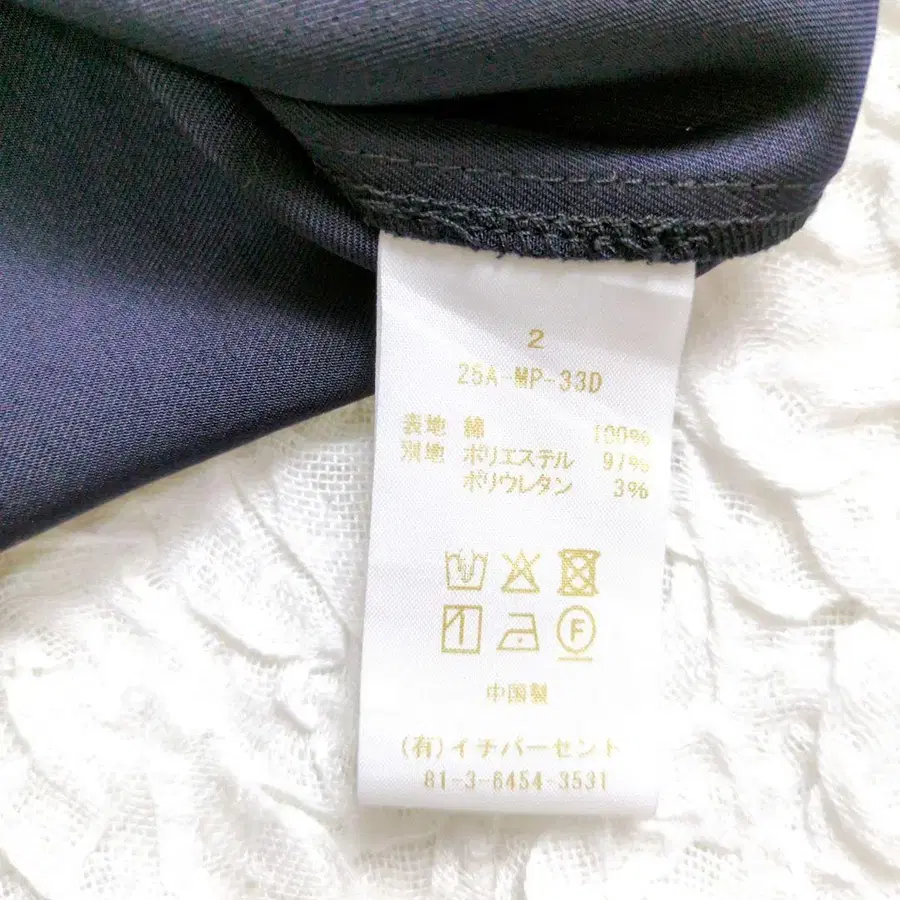 2
25A-MP-33D
表地 綿 100%
別地 ポリエステル 97%
ポリウレタン 3%
F
中国製
(有)イチパーセント
81-3-6454-3531